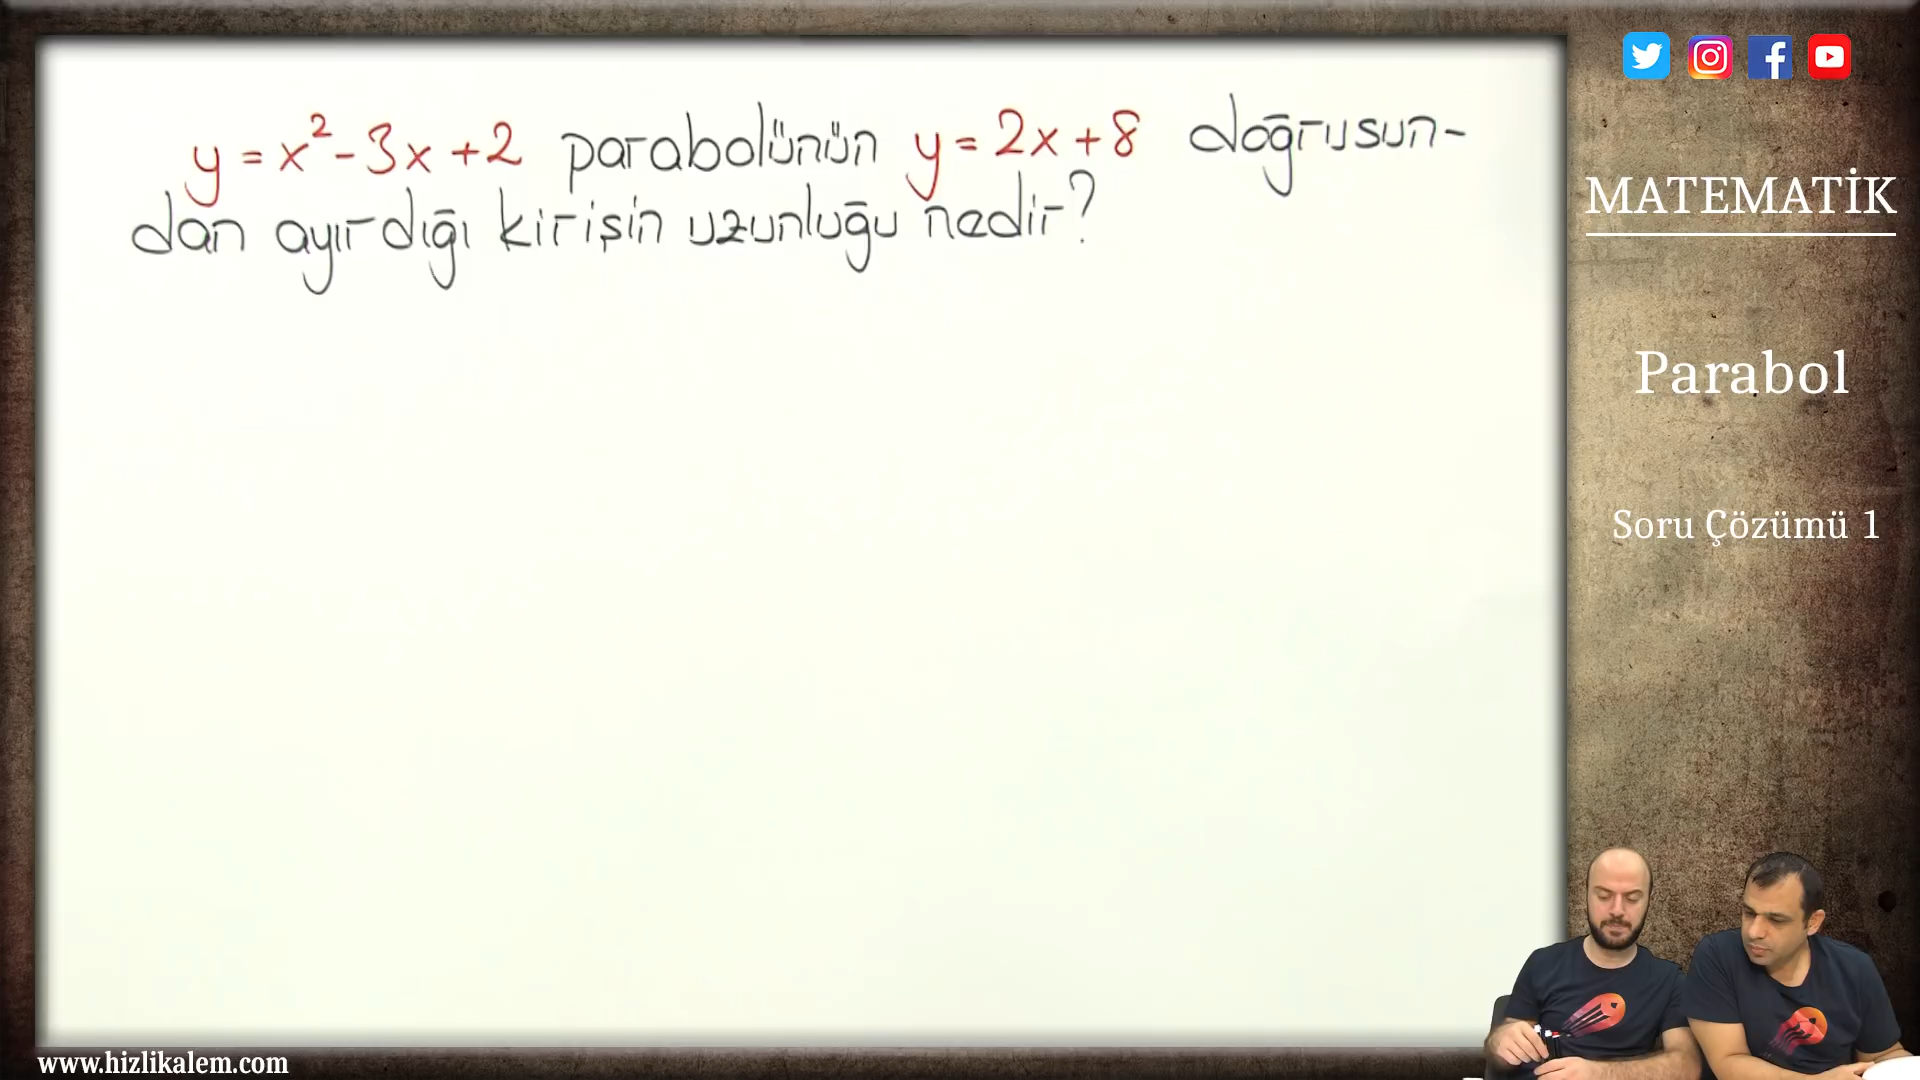 y = x² - 3x + 2 parabolünün y = 2x + 8 doğrusun-
dan ayırdığı kirişin uzunluğu nedir?
MATEMATİK
Parabol
Soru Çözümü 1
www.hizlikalem.com